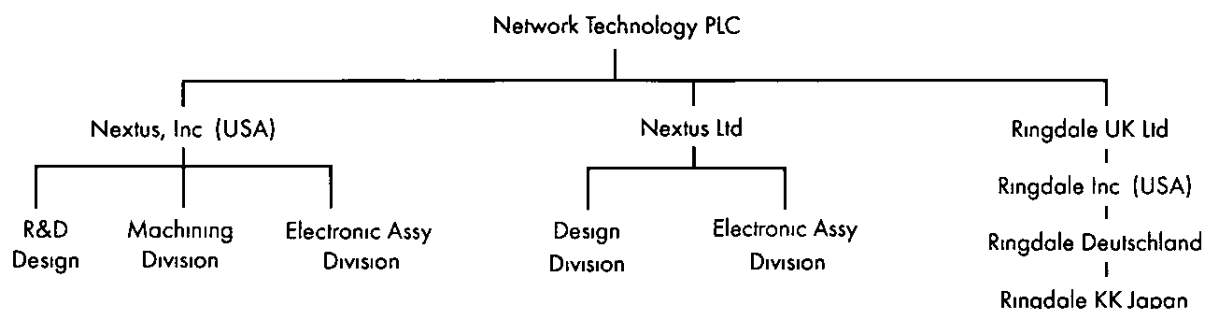 Network Technology PLC
Nextus, Inc (USA)
Nextus Ltd
Ringdale UK Ltd
Ringdale Inc (USA)
Ringdale Deutschland
Ringdale KK Japan
R&D
Design
Machining
Division
Electronic Assy
Division
Design
Division
Electronic Assy
Division